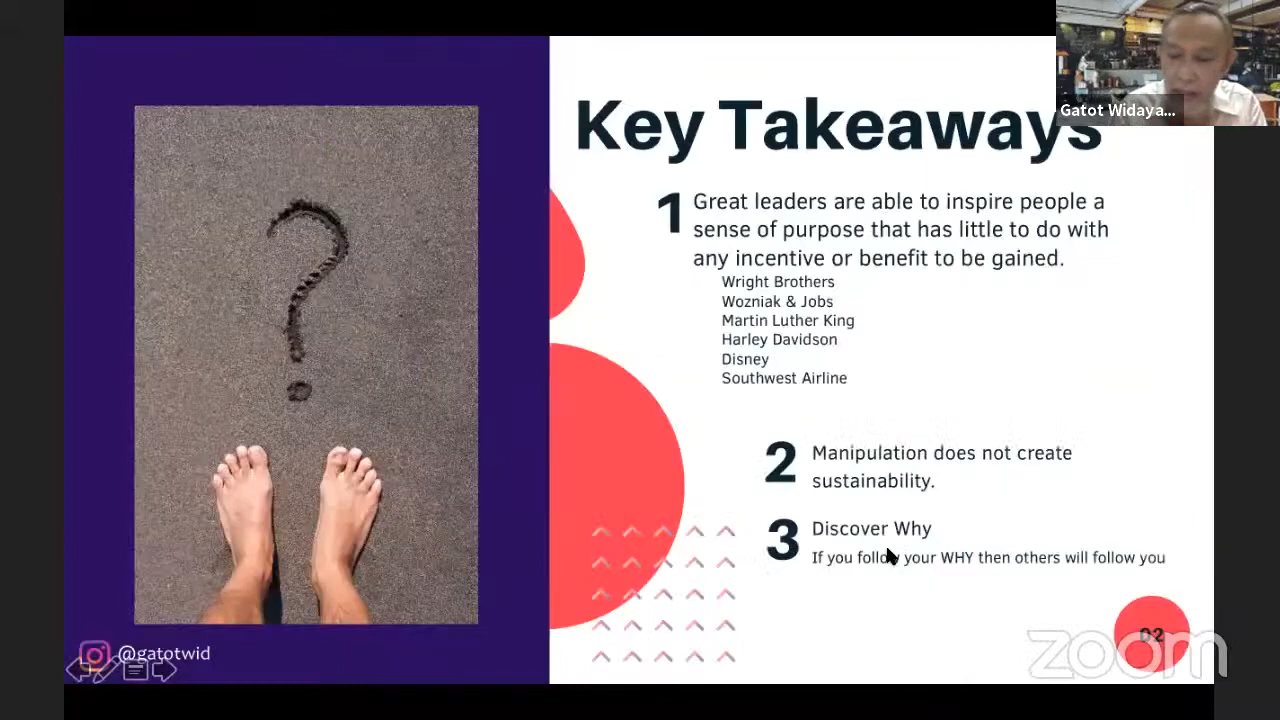 Key Takeaways
Gatot Widaya...
1
Great leaders are able to inspire people a
sense of purpose that has little to do with
any incentive or benefit to be gained.
Wright Brothers
Wozniak & Jobs
Martin Luther King
Harley Davidson
Disney
Southwest Airline
2
Manipulation does not create
sustainability.
3
Discover Why
If you follow your WHY then others will follow you
@gatotwid
02
zoom